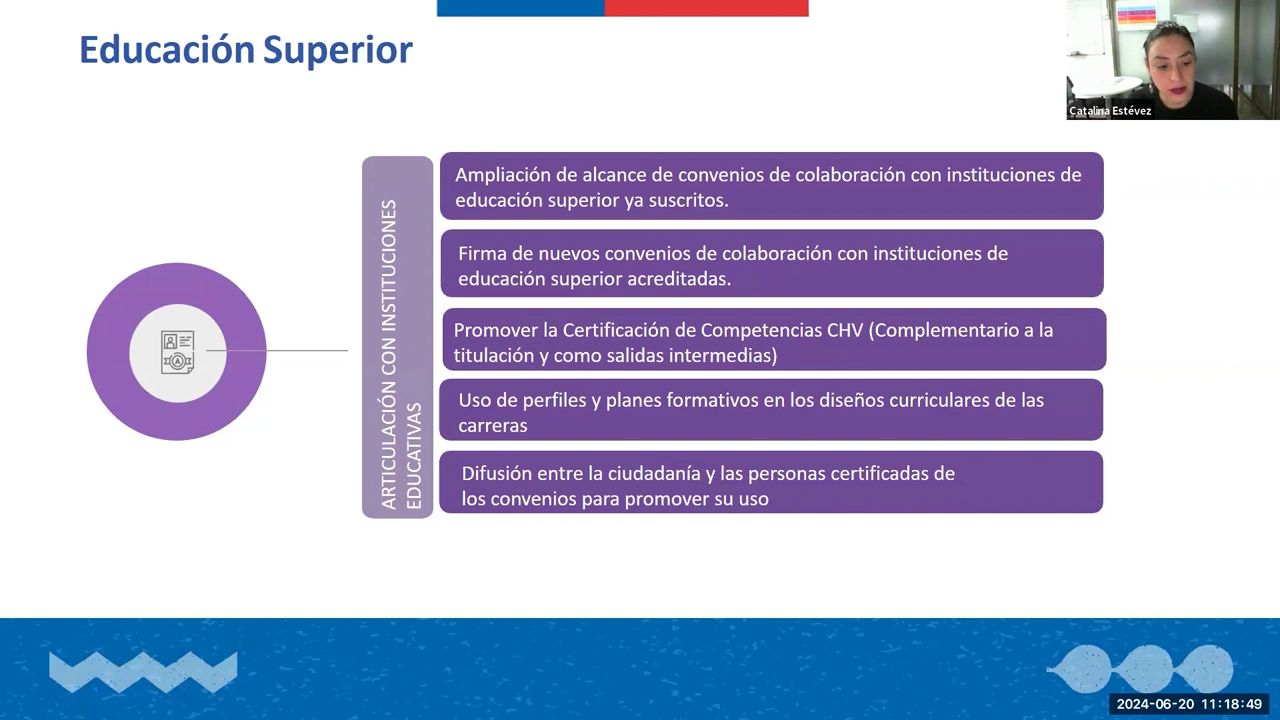 Educación Superior
Catalina Estévez
ARTICULACIÓN CON INSTITUCIONES
EDUCATIVAS
Ampliación de alcance de convenios de colaboración con instituciones de
educación superior ya suscritos.
Firma de nuevos convenios de colaboración con instituciones de
educación superior acreditadas.
Promover la Certificación de Competencias CHV (Complementario a la
titulación y como salidas intermedias)
Uso de perfiles y planes formativos en los diseños curriculares de las
carreras
Difusión entre la ciudadanía y las personas certificadas de
los convenios para promover su uso
A
2024-06-20 11:18:49